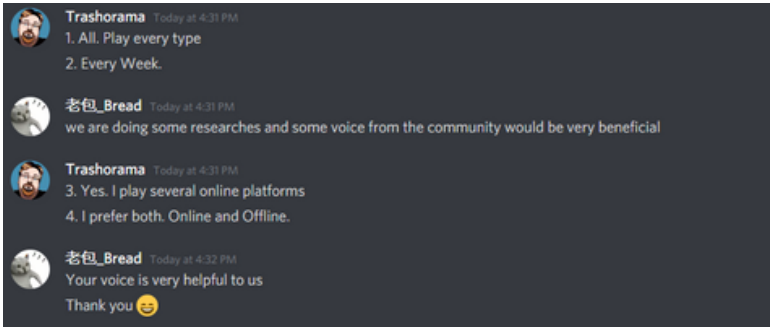 Trashorama Today at 4:31 PM
1. All. Play every type
2. Every Week.
老包_Bread Today at 4:31 PM
we are doing some researches and some voice from the community would be very beneficial
Trashorama Today at 4:31 PM
3. Yes. I play several online platforms
4. I prefer both. Online and Offline.
老包_Bread Today at 4:32 PM
Your voice is very helpful to us
Thank you 😄